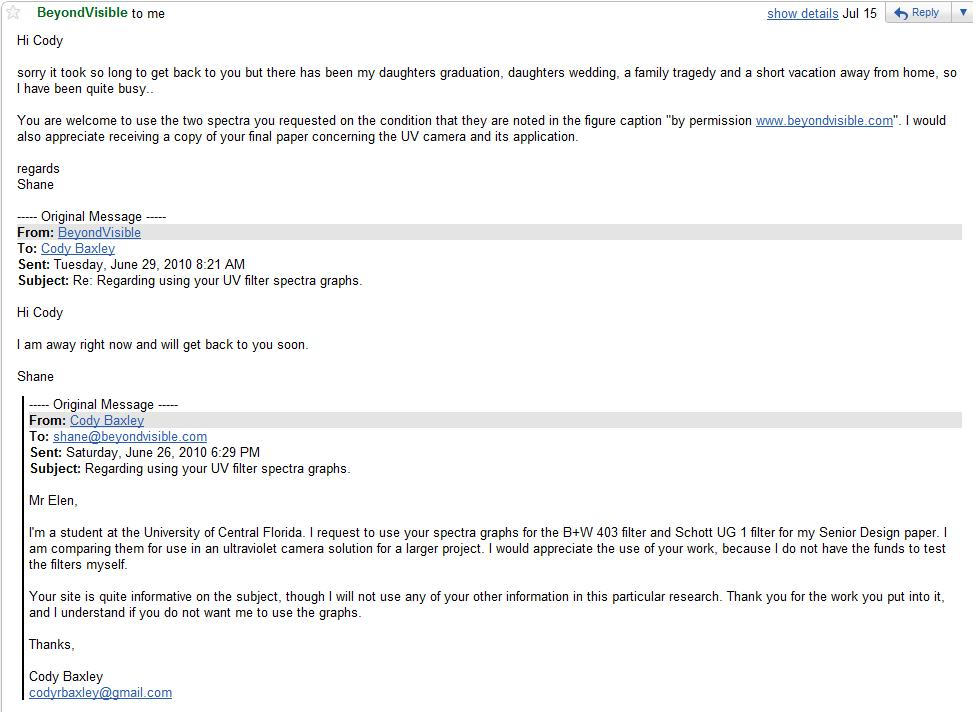 BeyondVisible to me show details Jul 15 Reply
Hi Cody
sorry it took so long to get back to you but there has been my daughters graduation, daughters wedding, a family tragedy and a short vacation away from home, so
I have been quite busy..
You are welcome to use the two spectra you requested on the condition that they are noted in the figure caption "by permission www.beyondvisible.com". I would
also appreciate receiving a copy of your final paper concerning the UV camera and its application.
regards
Shane
----- Original Message -----
From: BeyondVisible
To: Cody Baxley
Sent: Tuesday, June 29, 2010 8:21 AM
Subject: Re: Regarding using your UV filter spectra graphs.
Hi Cody
I am away right now and will get back to you soon.
Shane
----- Original Message -----
From: Cody Baxley
To: shane@beyondvisible.com
Sent: Saturday, June 26, 2010 6:29 PM
Subject: Regarding using your UV filter spectra graphs.
Mr Elen,
I'm a student at the University of Central Florida. I request to use your spectra graphs for the B+W 403 filter and Schott UG 1 filter for my Senior Design paper. I
am comparing them for use in an ultraviolet camera solution for a larger project. I would appreciate the use of your work, because I do not have the funds to test
the filters myself.
Your site is quite informative on the subject, though I will not use any of your other information in this particular research. Thank you for the work you put into it,
and I understand if you do not want me to use the graphs.
Thanks,
Cody Baxley
codyrbaxley@gmail.com